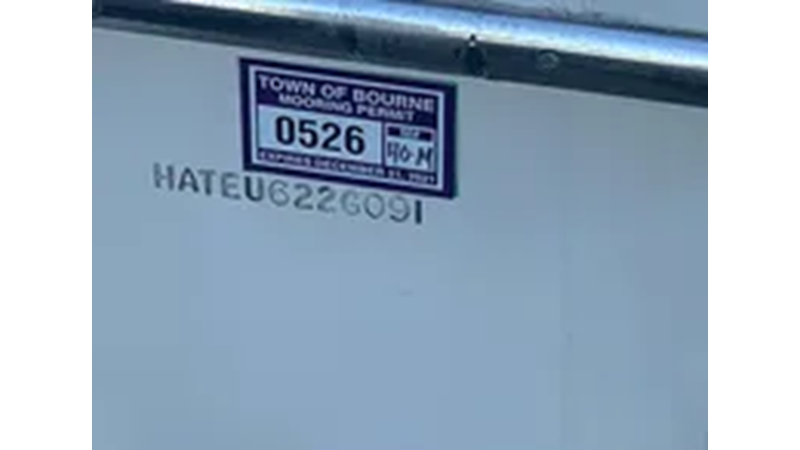 TOWN OF BOURNE
MOORING PERMIT
0526
40-M
EXPIRES DECEMBER 31,
HATEU622G091